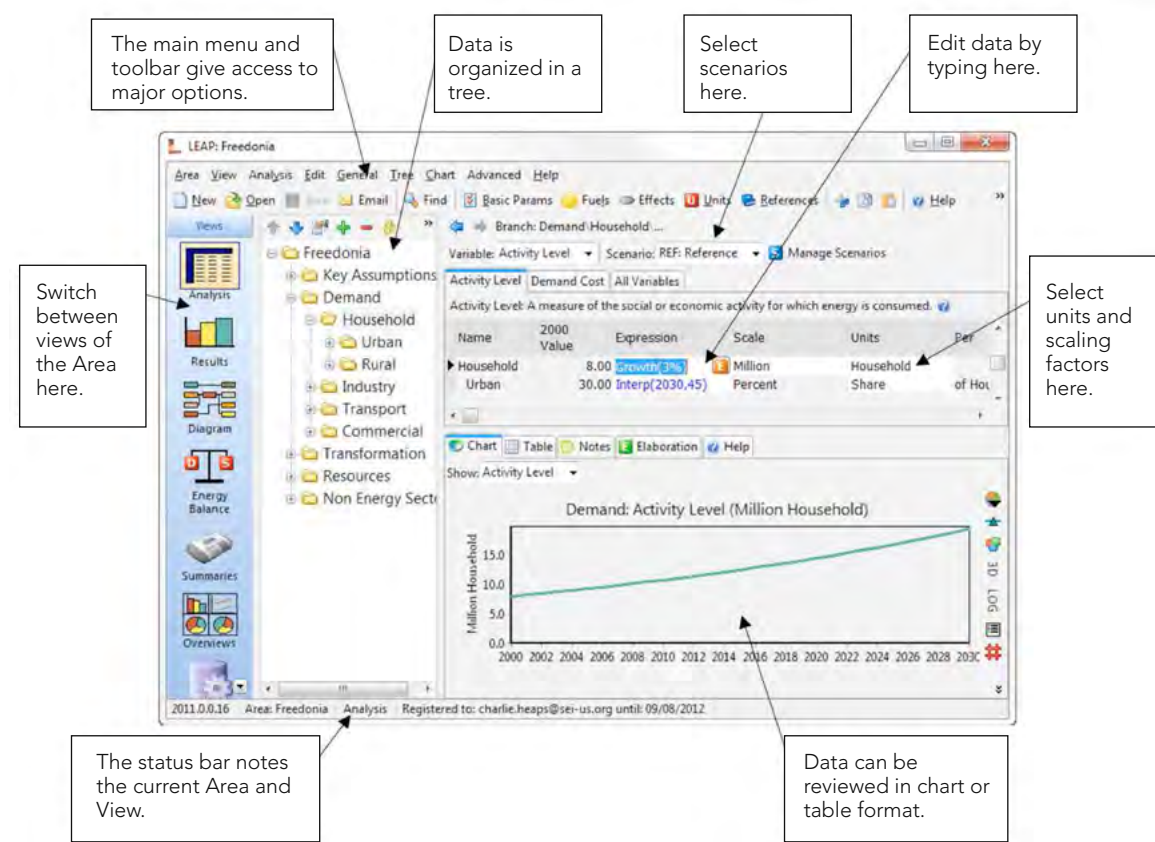 The main menu and
toolbar give access to
major options.
Data is
organized in a
tree.
Select
scenarios
here.
Edit data by
typing here.
LEAP: Freedonia
Area View Analysis Edit General Tree Chart Advanced Help
New Open Email Find Basic Params Fuels Effects Units References Help
Views
Branch: Demand\Household ...
Variable: Activity Level Scenario: REF: Reference Manage Scenarios
Activity Level Demand Cost All Variables
Activity Level: A measure of the social or economic activity for which energy is consumed.
Name 2000 Value Expression Scale Units Per
Household 8.00 Growth(3%) Million Household
Urban 30.00 Interp(2030,45) Percent Share of Hou
Freedonia
Key Assumptions
Demand
Household
Urban
Rural
Industry
Transport
Commercial
Transformation
Resources
Non Energy Secto
Analysis
Results
Diagram
Energy
Balance
Summaries
Overviews
Switch
between
views of
the Area
here.
Select
units and
scaling
factors
here.
Chart Table Notes Elaboration Help
Show: Activity Level
Demand: Activity Level (Million Household)
Million Household
15.0
10.0
5.0
0.0
2000 2002 2004 2006 2008 2010 2012 2014 2016 2018 2020 2022 2024 2026 2028
3D
LOG
2011.0.0.16 Area: Freedonia Analysis Registered to: charlie.heaps@sei-us.org until: 09/08/2012
The status bar notes
the current Area and
View.
Data can be
reviewed in chart or
table format.